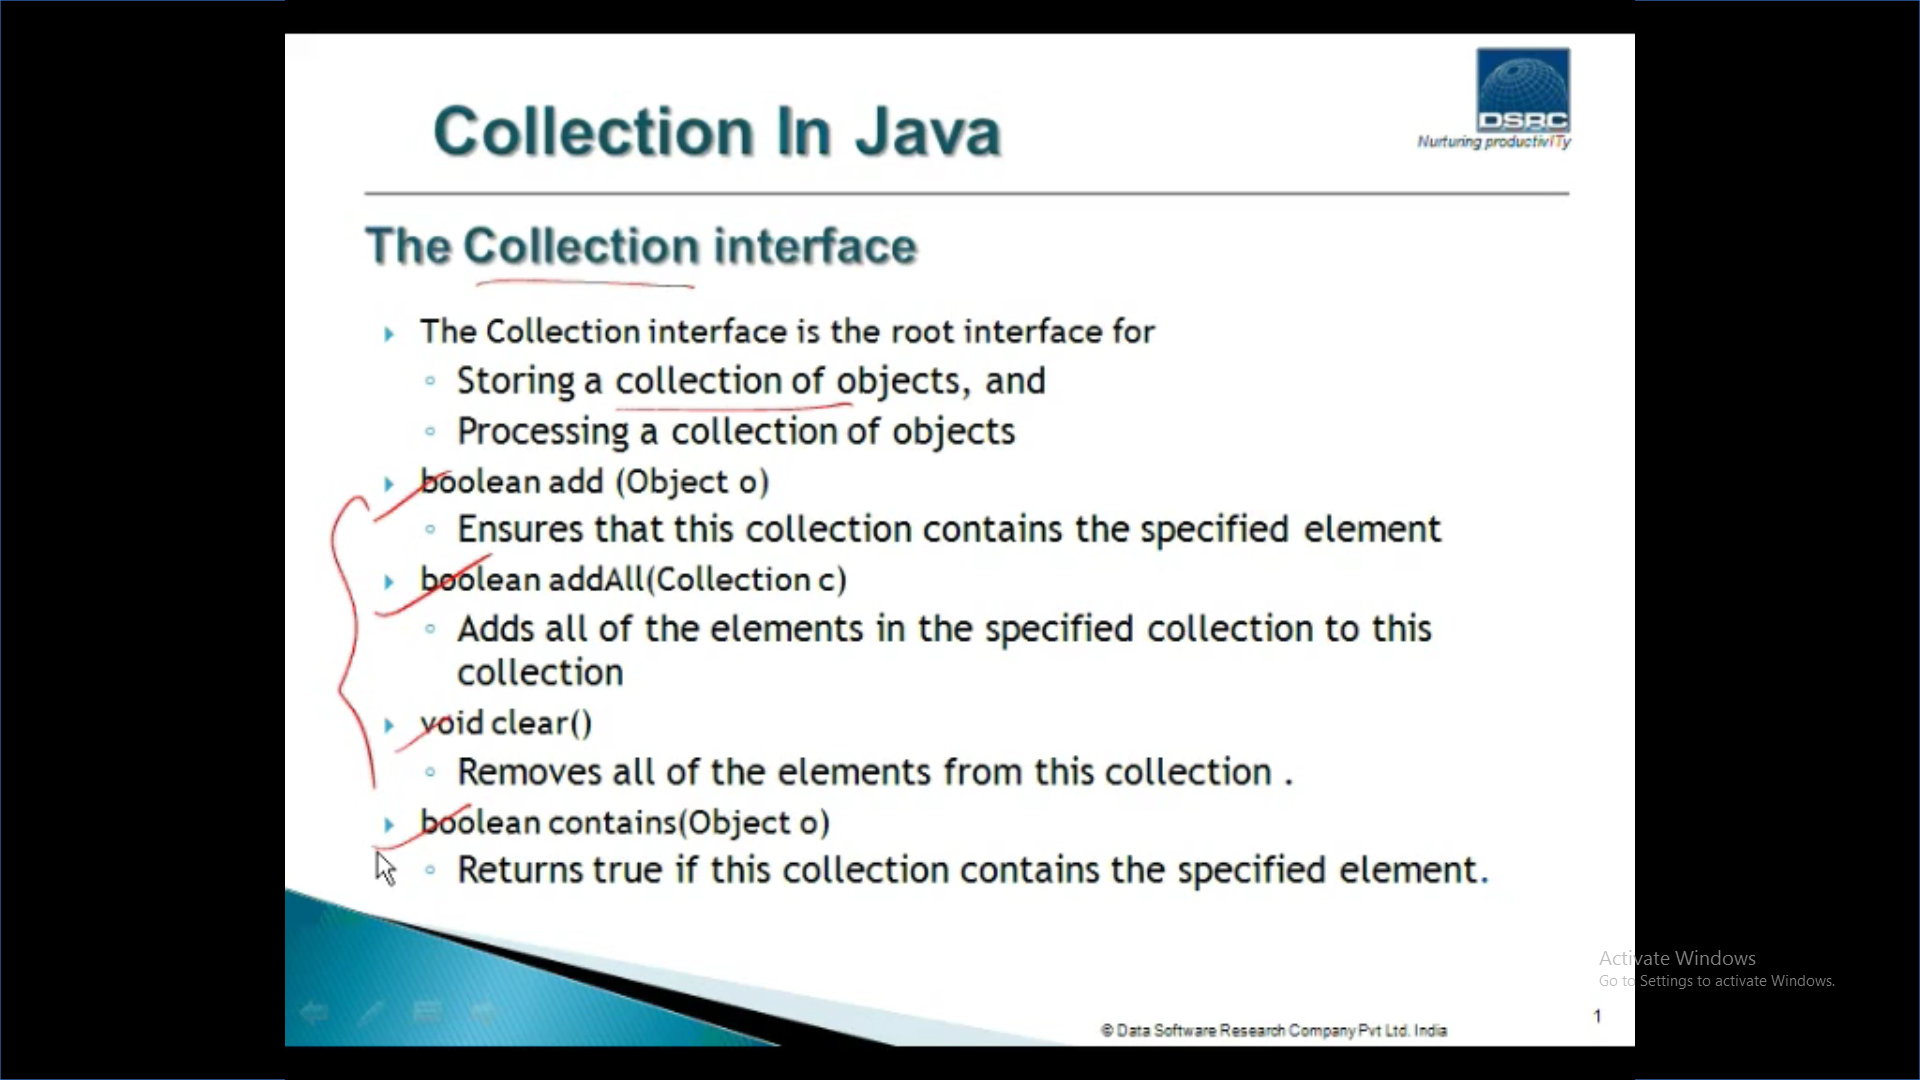 DSRC
Nurturing productivITy
Collection In Java
The Collection interface
The Collection interface is the root interface for
Storing a collection of objects, and
Processing a collection of objects
boolean add (Object o)
Ensures that this collection contains the specified element
boolean addAll(Collection c)
Adds all of the elements in the specified collection to this
collection
void clear()
Removes all of the elements from this collection .
boolean contains(Object o)
Returns true if this collection contains the specified element.
Activate Windows
Go to Settings to activate Windows.
1
© Data Software Research Company Pvt Ltd. India